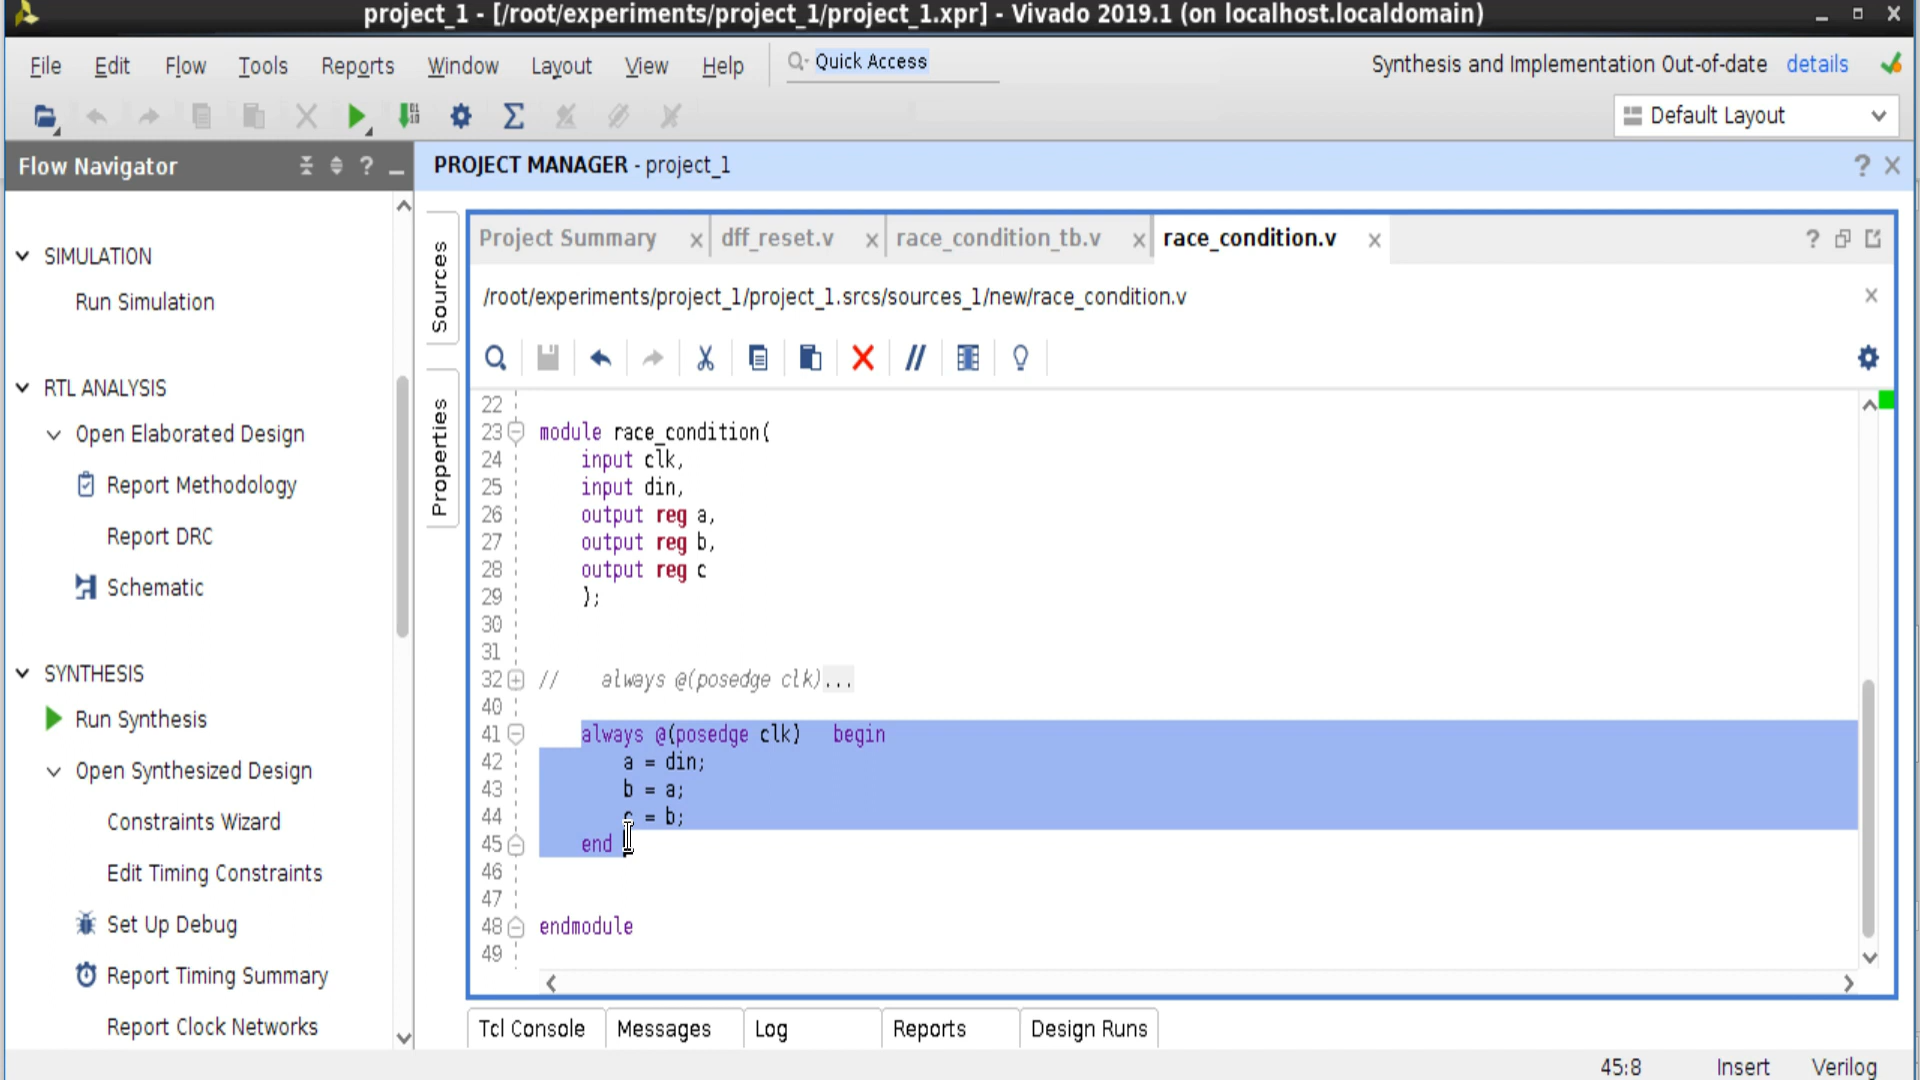 project_1 - [/root/experiments/project_1/project_1.xpr] - Vivado 2019.1 (on localhost.localdomain)
File Edit Flow Tools Reports Window Layout View Help Quick Access Synthesis and Implementation Out-of-date details
Default Layout
Flow Navigator
PROJECT MANAGER - project_1
SIMULATION
Run Simulation
RTL ANALYSIS
Open Elaborated Design
Report Methodology
Report DRC
Schematic
SYNTHESIS
Run Synthesis
Open Synthesized Design
Constraints Wizard
Edit Timing Constraints
Set Up Debug
Report Timing Summary
Report Clock Networks
Sources
Properties
Project Summary dff_reset.v race_condition_tb.v race_condition.v
/root/experiments/project_1/project_1.srcs/sources_1/new/race_condition.v
22
23 module race_condition(
24 input clk,
25 input din,
26 output reg a,
27 output reg b,
28 output reg c
29 );
30
31
32 // always @(posedge clk)...
40
41 always @(posedge clk) begin
42 a = din;
43 b = a;
44 c = b;
45 end
46
47
48 endmodule
49
Tcl Console Messages Log Reports Design Runs
45:8 Insert Verilog